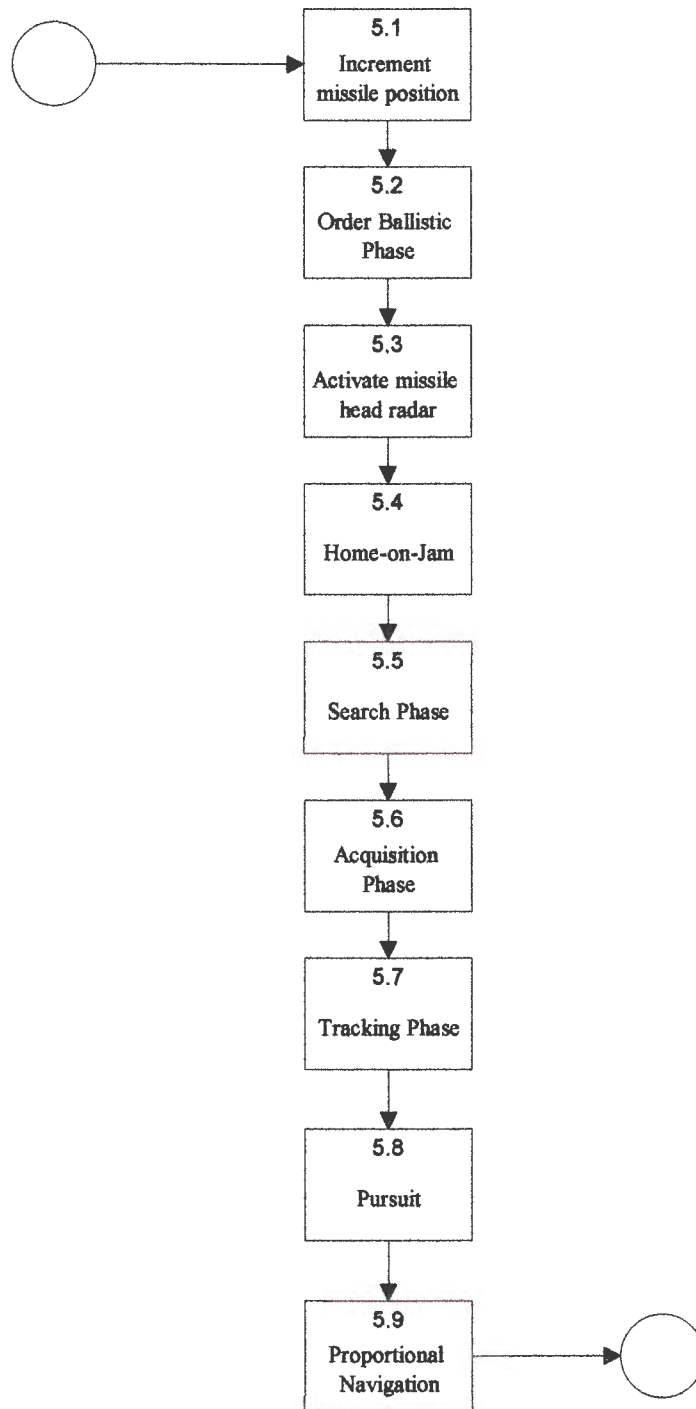 5.1
Increment
missile position
5.2
Order Ballistic
Phase
5.3
Activate missile
head radar
5.4
Home-on-Jam
5.5
Search Phase
5.6
Acquisition
Phase
5.7
Tracking Phase
5.8
Pursuit
5.9
Proportional
Navigation